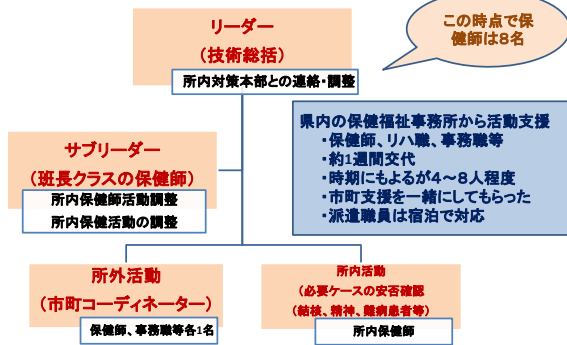 リーダー
(技術総括)
所内対策本部との連絡・調整
この時点で保
健師は8名
県内の保健福祉事務所から活動支援
・保健師、リハ職、事務職等
・約1週間交代
・時期にもよるが4～8人程度
・市町支援を一緒にしてもらった
・派遣職員は宿泊で対応
サブリーダー
(班長クラスの保健師)
所内保健師活動調整
所内保健活動の調整
所外活動
(市町コーディネーター)
保健師、事務職等各1名
所内活動
(必要ケースの安否確認
(結核、精神、難病患者等)
所内保健師